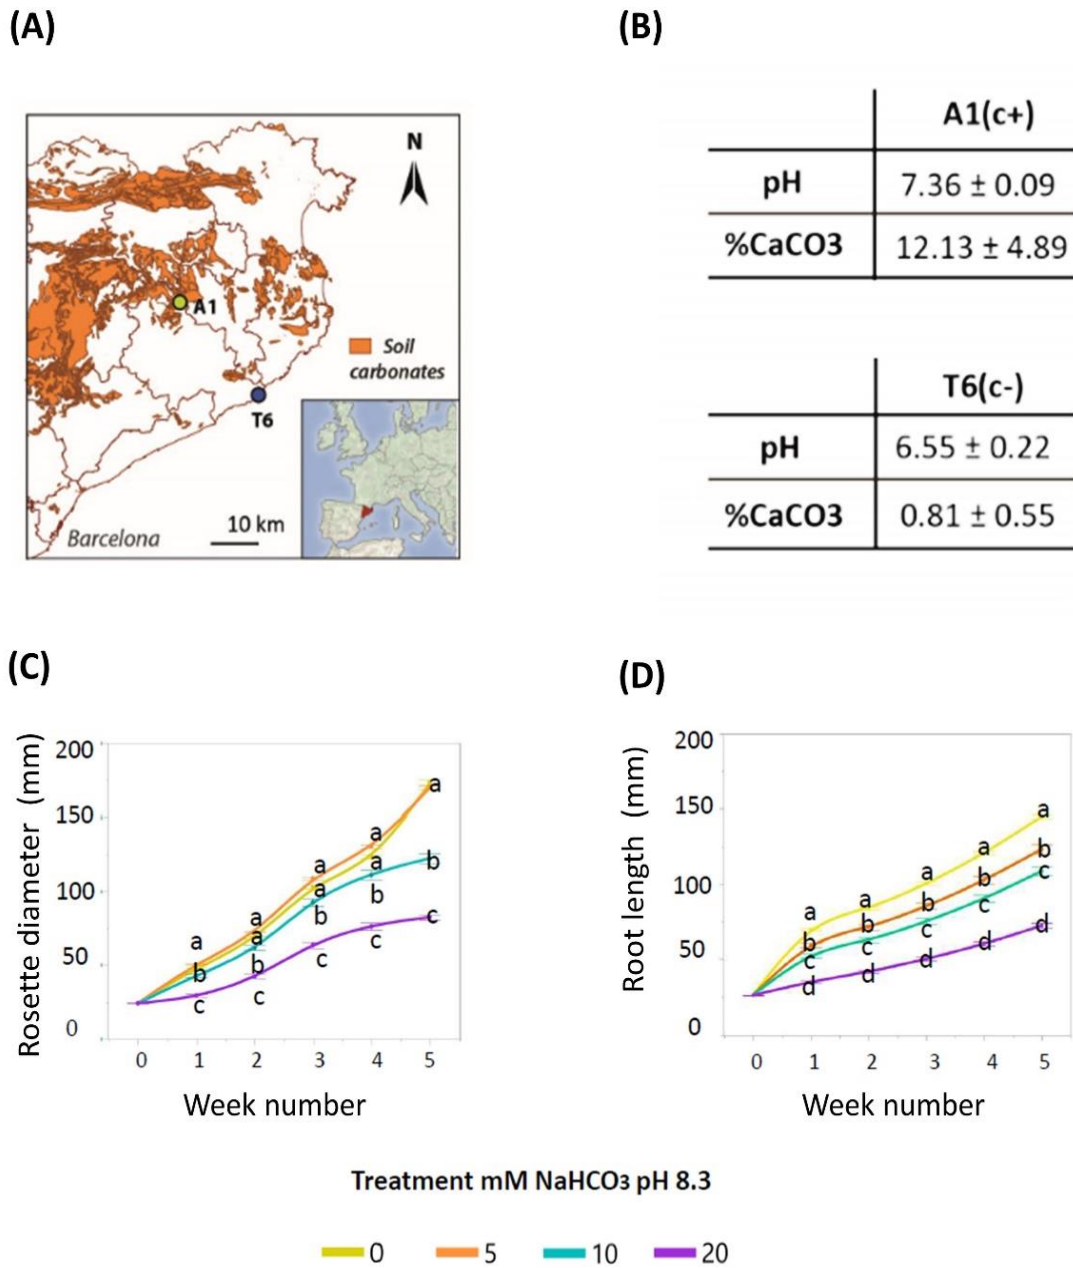 (A)
(B)
N
A1
Soil
carbonates
T6
10 km
Barcelona
A1(c+)
pH 7.36 ± 0.09
%CaCO3 12.13 ± 4.89
T6(c-)
pH 6.55 ± 0.22
%CaCO3 0.81 ± 0.55
(C)
Rosette diameter (mm)
200
150
100
50
0
a a a a a
a a
b b b b b
a
c c c c c
0 1 2 3 4 5
Week number
(D)
Root length (mm)
200
150
100
50
0
a a a a a
b b b b b
c c c c c
d d d d d
0 1 2 3 4 5
Week number
Treatment mM NaHCO3 pH 8.3
0 5 10 20